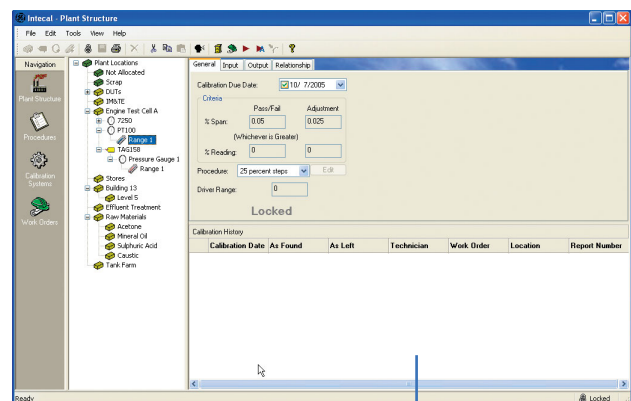 Intecal - Plant Structure
File Edit Tools View Help
Navigation
Plant Structure
Procedures
Calibration Systems
Work Orders
Plant Locations
Not Allocated
Scrap
DUTs
IM&TE
Engine Test Cell A
7250
PT100
Range 1
TAG158
Pressure Gauge 1
Range 1
Stores
Building 13
Level 5
Effluent Treatment
Raw Materials
Acetone
Mineral Oil
Sulphuric Acid
Caustic
Tank Farm
General Input Output Relationship
Calibration Due Date: 10/ 7/2005
Criteria
Pass/Fail Adjustment
% Span: 0.05 0.025
(Whichever is Greater)
% Reading: 0 0
Procedure: 25 percent steps Edit
Driver Range: 0
Locked
Calibration History
Calibration Date As Found As Left Technician Work Order Location Report Number
Ready Locked